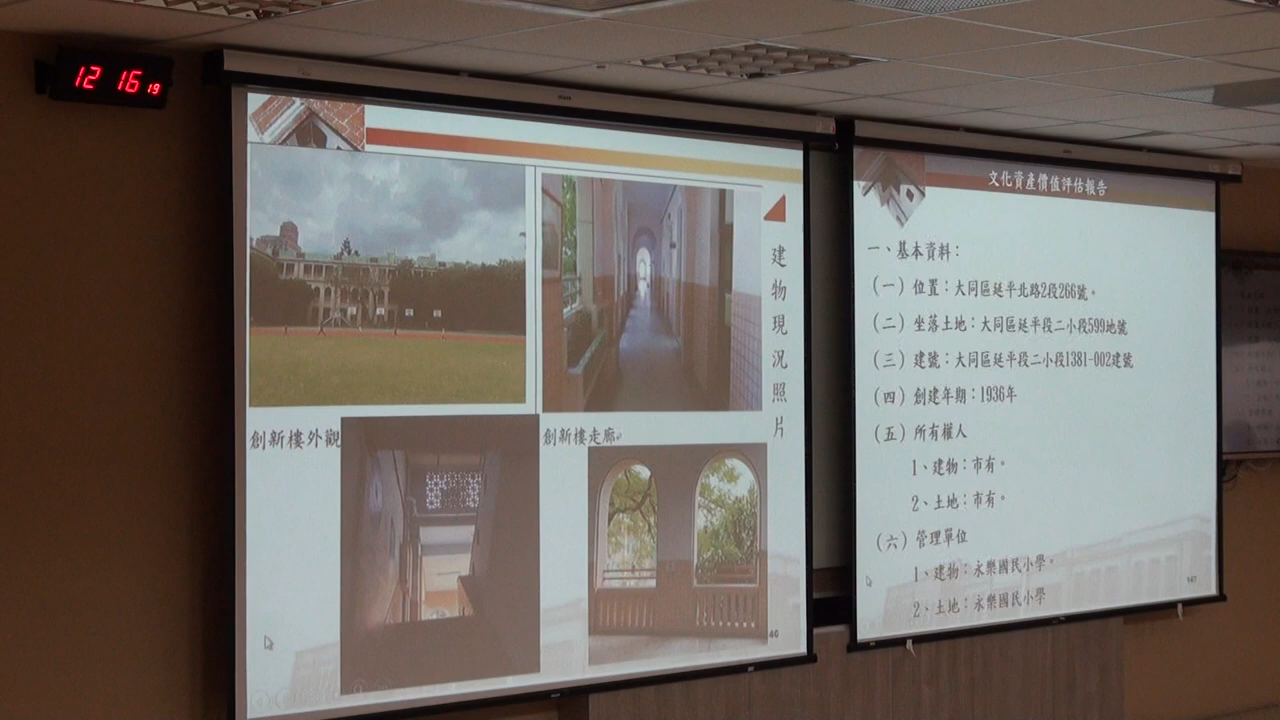 12 16 19
建物現況照片
創新樓外觀
創新樓走廊
40
文化資產價值評估報告
一、基本資料：
（一）位置：大同區延平北路2段266號。
（二）坐落土地：大同區延平段二小段599地號
（三）建號：大同區延平段二小段1381-002建號
（四）創建年期：1936年
（五）所有權人
1、建物：市有。
2、土地：市有。
（六）管理單位
1、建物：永樂國民小學。
2、土地：永樂國民小學
147